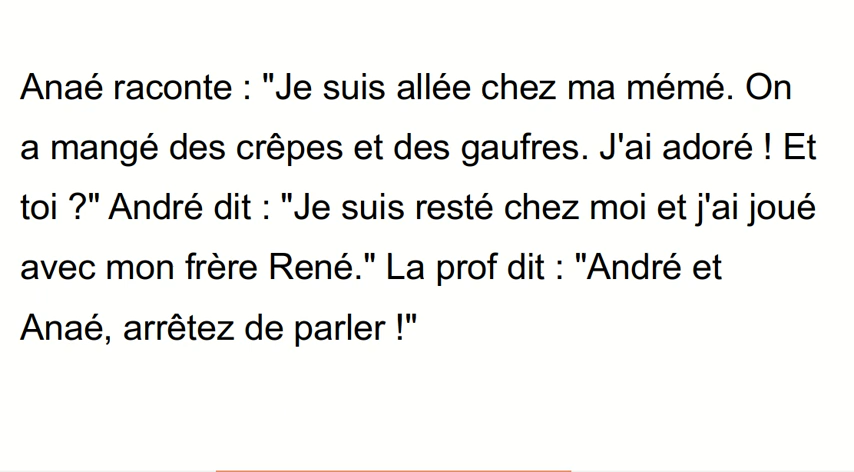 Anaé raconte : "Je suis allée chez ma mémé. On
a mangé des crêpes et des gaufres. J'ai adoré ! Et
toi ?" André dit : "Je suis resté chez moi et j'ai joué
avec mon frère René." La prof dit : "André et
Anaé, arrêtez de parler !"